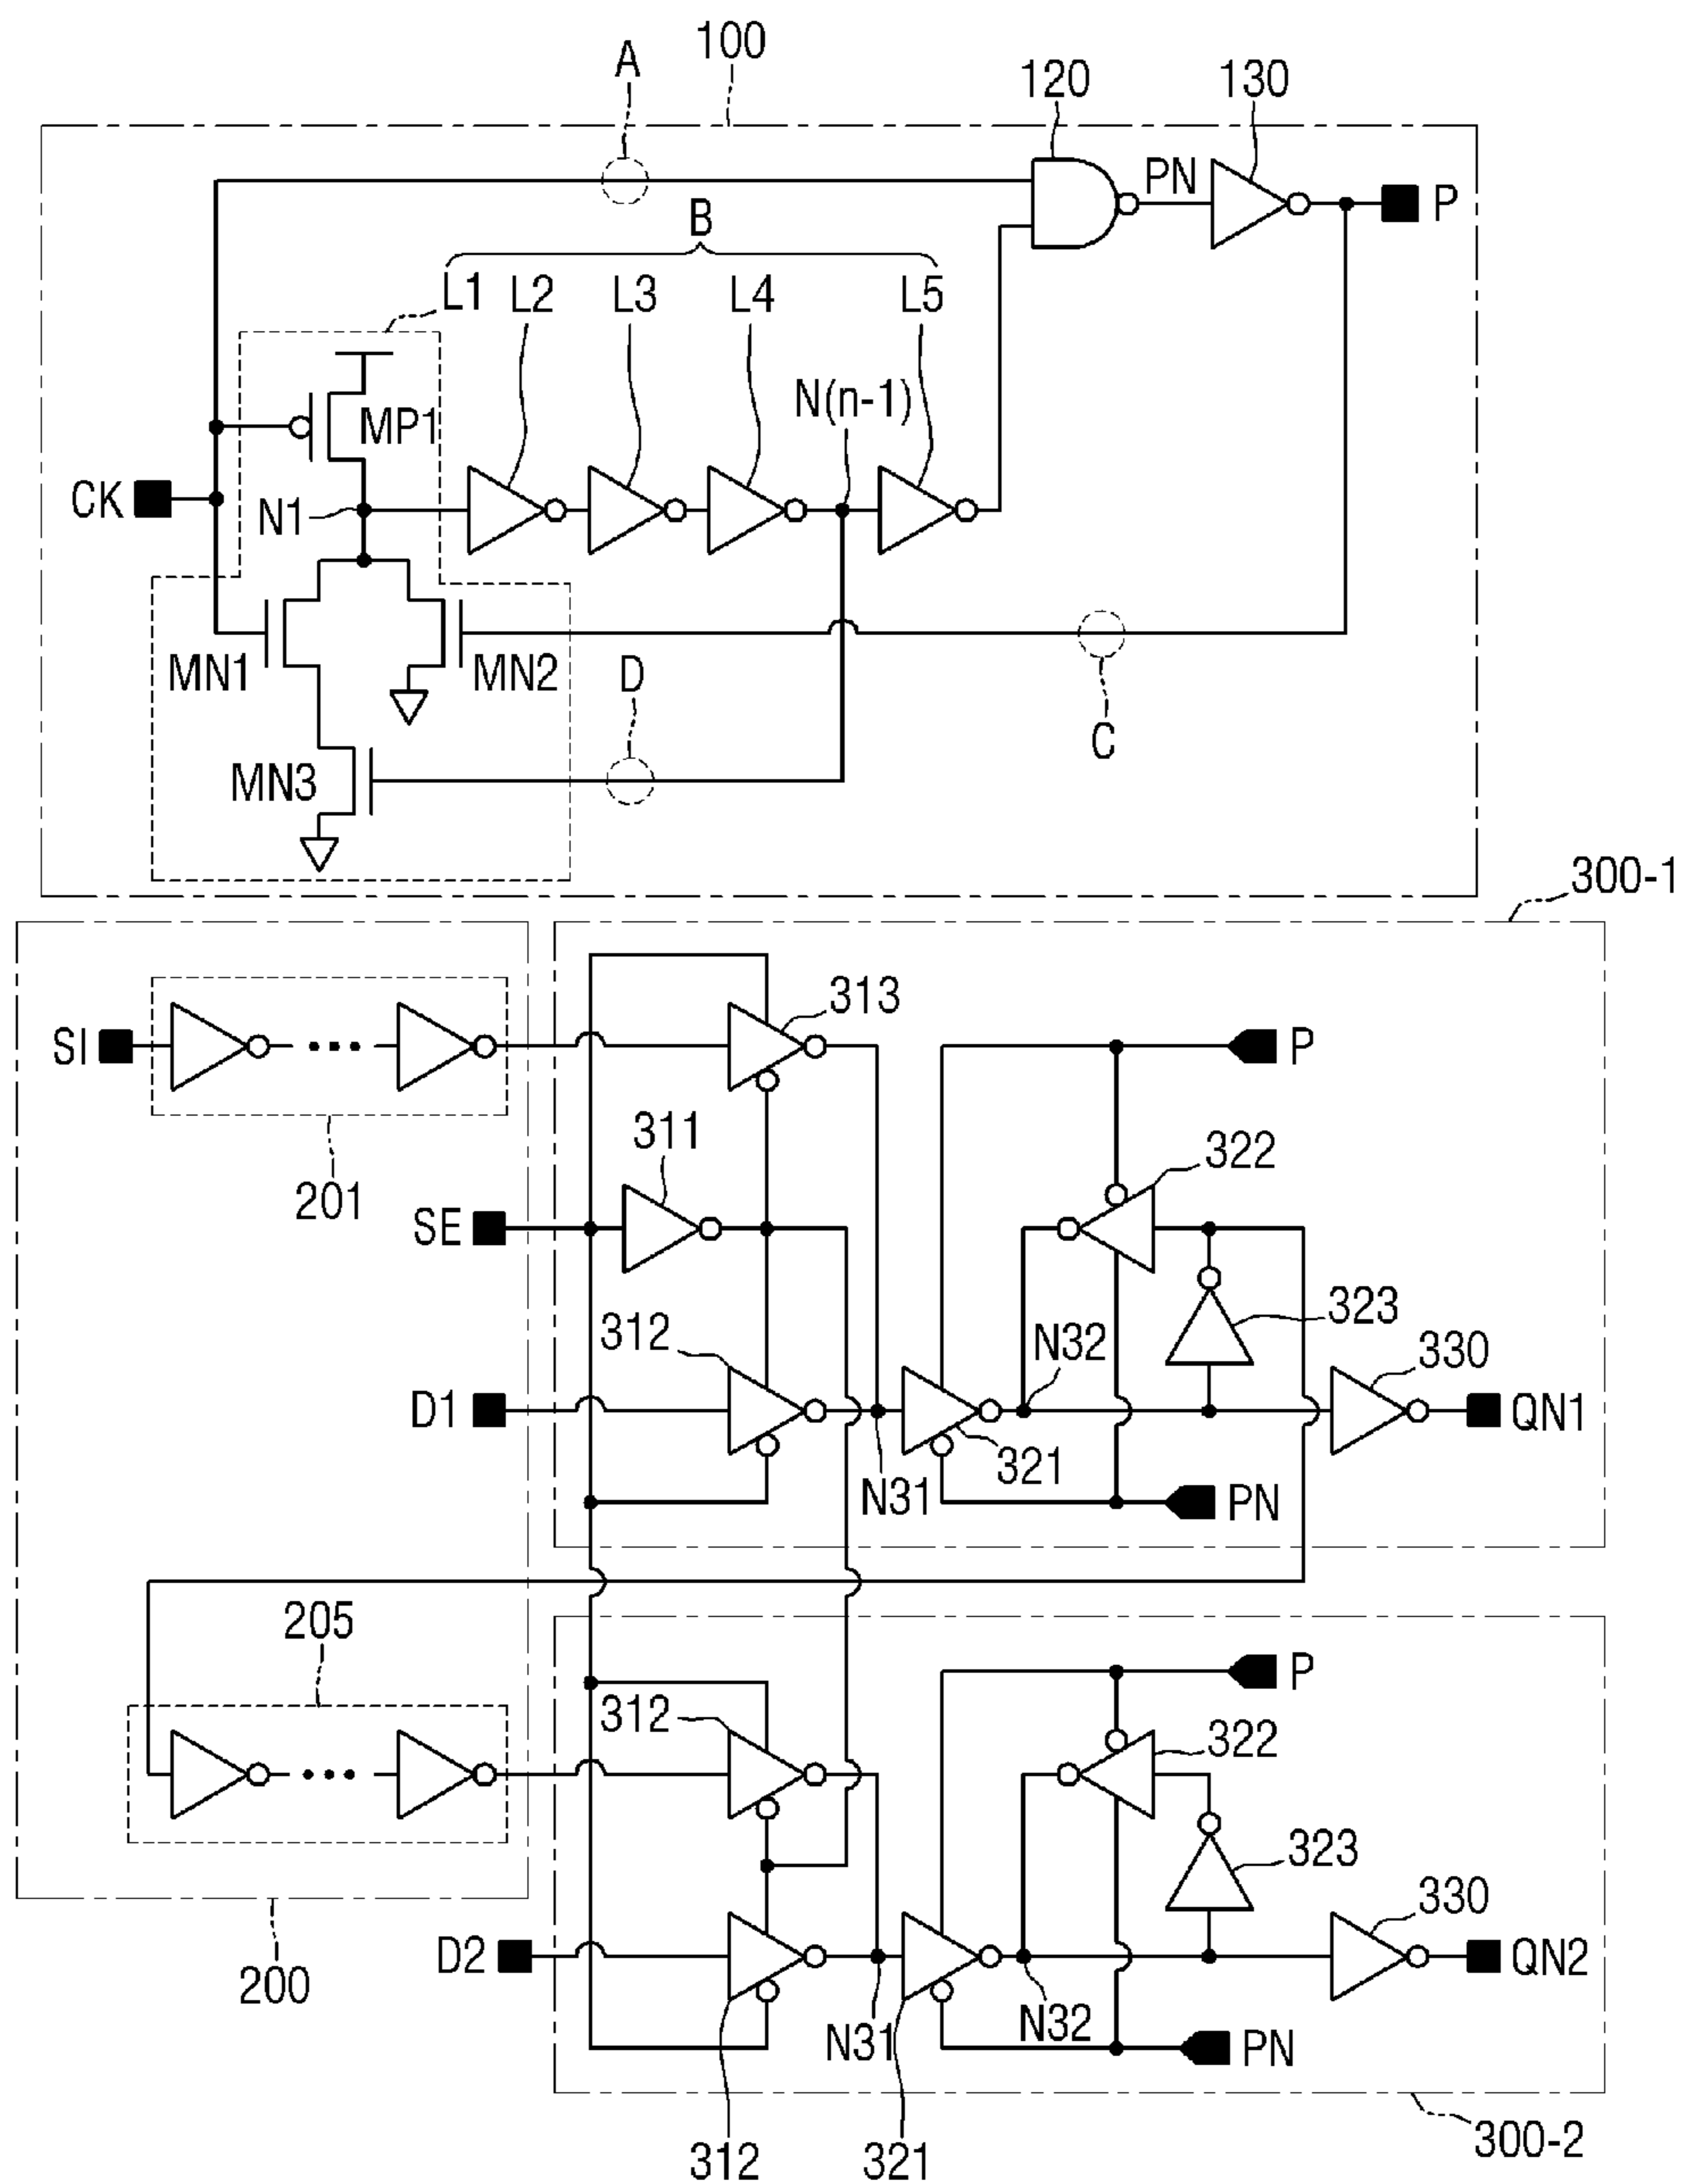 100
A
120
130
PN
P
B
L1
L2
L3
L4
L5
N(n-1)
MP1
CK
N1
MN1
MN2
D
C
MN3
300-1
313
SI
P
311
322
201
SE
323
312
N32
330
D1
QN1
321
N31
PN
205
P
312
322
323
330
D2
QN2
200
N31
N32
PN
312
321
300-2